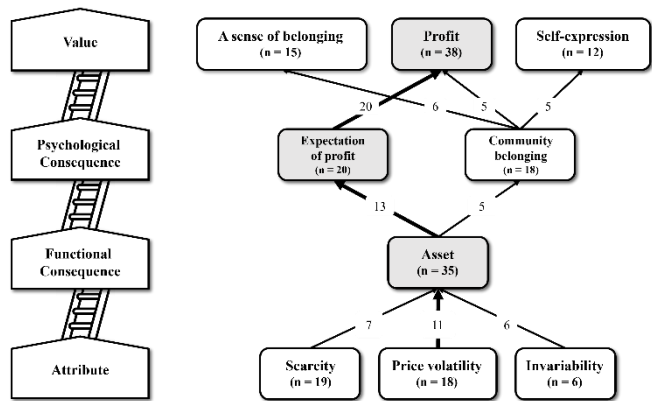 Value
A sense of belonging
(n = 15)
Profit
(n = 38)
Self-expression
(n = 12)
20
6
5
5
Psychological
Consequence
Expectation
of profit
(n = 20)
Community
belonging
(n = 18)
13
5
Functional
Consequence
Asset
(n = 35)
7
11
6
Attribute
Scarcity
(n = 19)
Price volatility
(n = 18)
Invariability
(n = 6)